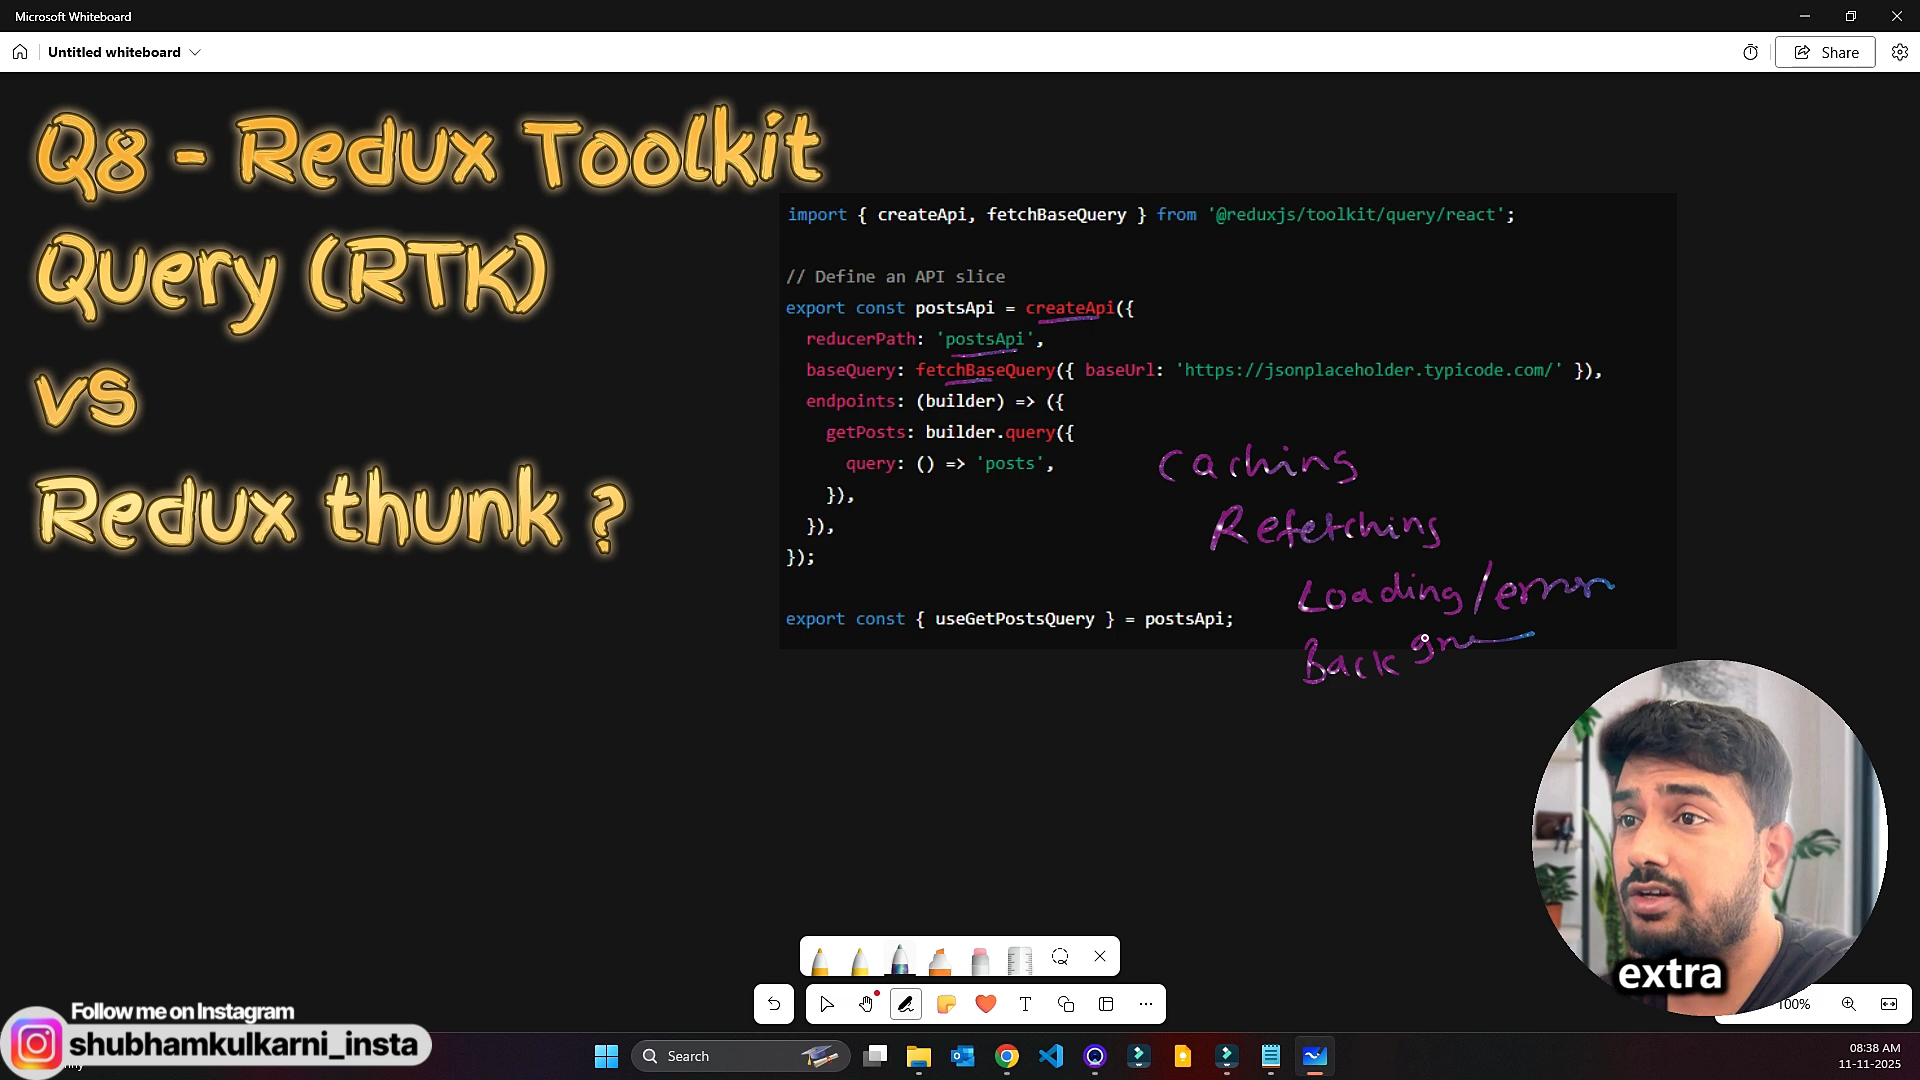 Microsoft Whiteboard
Untitled whiteboard
Share
Q8 - Redux Toolkit
Query (RTK)
vs
Redux thunk ?
import { createApi, fetchBaseQuery } from '@reduxjs/toolkit/query/react';
// Define an API slice
export const postsApi = createApi({
reducerPath: 'postsApi',
baseQuery: fetchBaseQuery({ baseUrl: 'https://jsonplaceholder.typicode.com/' }),
endpoints: (builder) => ({
getPosts: builder.query({
query: () => 'posts',
}),
}),
});
export const { useGetPostsQuery } = postsApi;
Caching
Refetching
Loading/error
Back
extra
100%
Follow me on Instagram
shubhamkulkarni_insta
Search
08:38 AM
11-11-2025